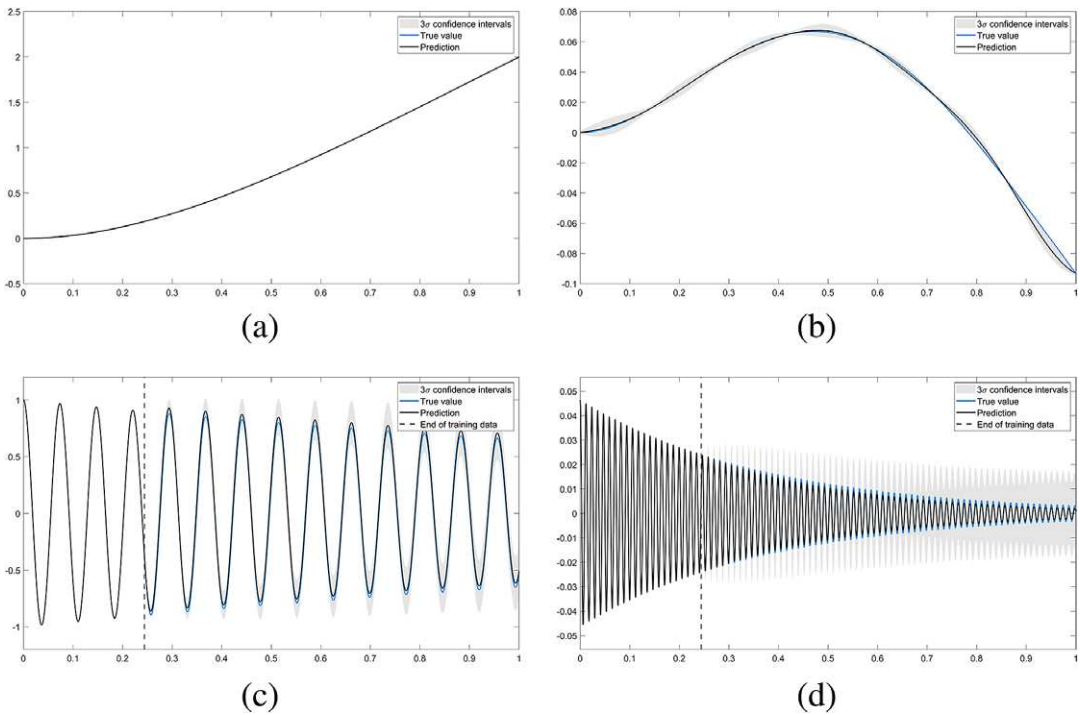 2.5
2
1.5
1
0.5
0
-0.5
0 0.1 0.2 0.3 0.4 0.5 0.6 0.7 0.8 0.9 1
3σ confidence intervals
True value
Prediction
(a)
0.08
0.06
0.04
0.02
0
-0.02
-0.04
-0.06
-0.08
-0.1
0 0.1 0.2 0.3 0.4 0.5 0.6 0.7 0.8 0.9 1
3σ confidence intervals
True value
Prediction
(b)
1
0.5
0
-0.5
-1
0 0.1 0.2 0.3 0.4 0.5 0.6 0.7 0.8 0.9 1
3σ confidence intervals
True value
Prediction
End of training data
(c)
0.05
0.04
0.03
0.02
0.01
0
-0.01
-0.02
-0.03
-0.04
-0.05
0 0.1 0.2 0.3 0.4 0.5 0.6 0.7 0.8 0.9 1
3σ confidence intervals
True value
Prediction
End of training data
(d)